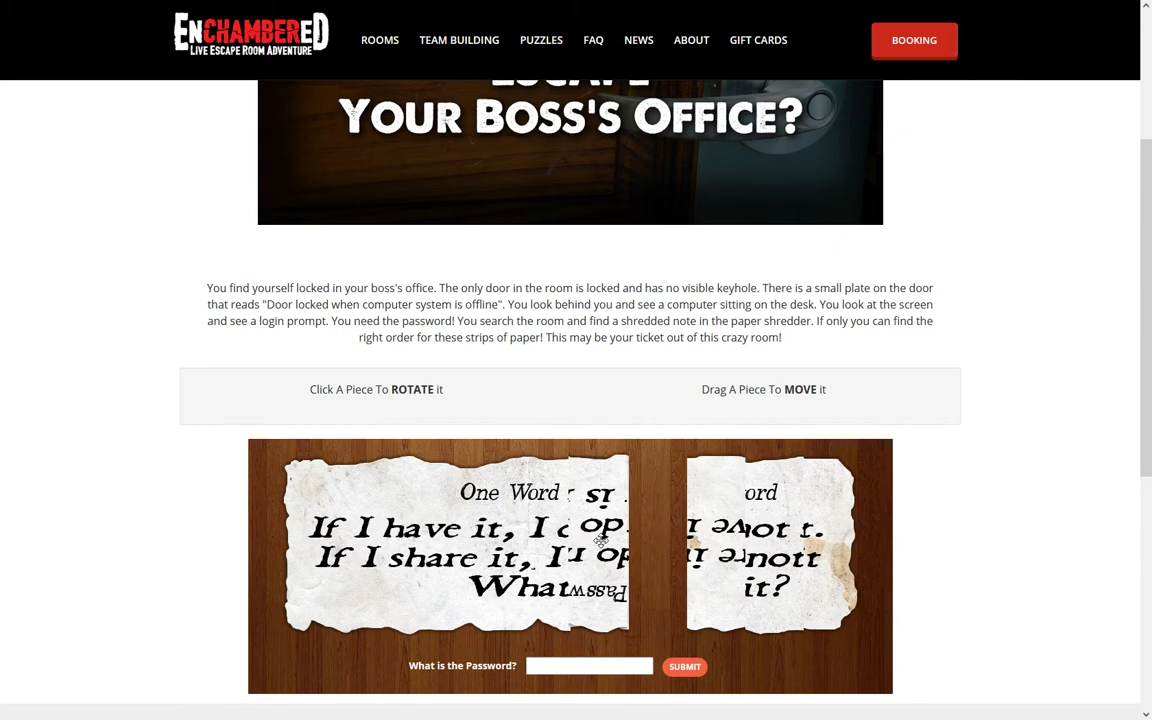 ENCHAMBERED
LIVE ESCAPE ROOM ADVENTURE
ROOMS TEAM BUILDING PUZZLES FAQ NEWS ABOUT GIFT CARDS BOOKING
YOUR BOSS'S OFFICE?
You find yourself locked in your boss's office. The only door in the room is locked and has no visible keyhole. There is a small plate on the door
that reads "Door locked when computer system is offline". You look behind you and see a computer sitting on the desk. You look at the screen
and see a login prompt. You need the password! You search the room and find a shredded note in the paper shredder. If only you can find the
right order for these strips of paper! This may be your ticket out of this crazy room!
Click A Piece To ROTATE it Drag A Piece To MOVE it
One Word is ord
If I have it, I do not t.
If I share it, I do nott
What Passw it?
What is the Password? SUBMIT